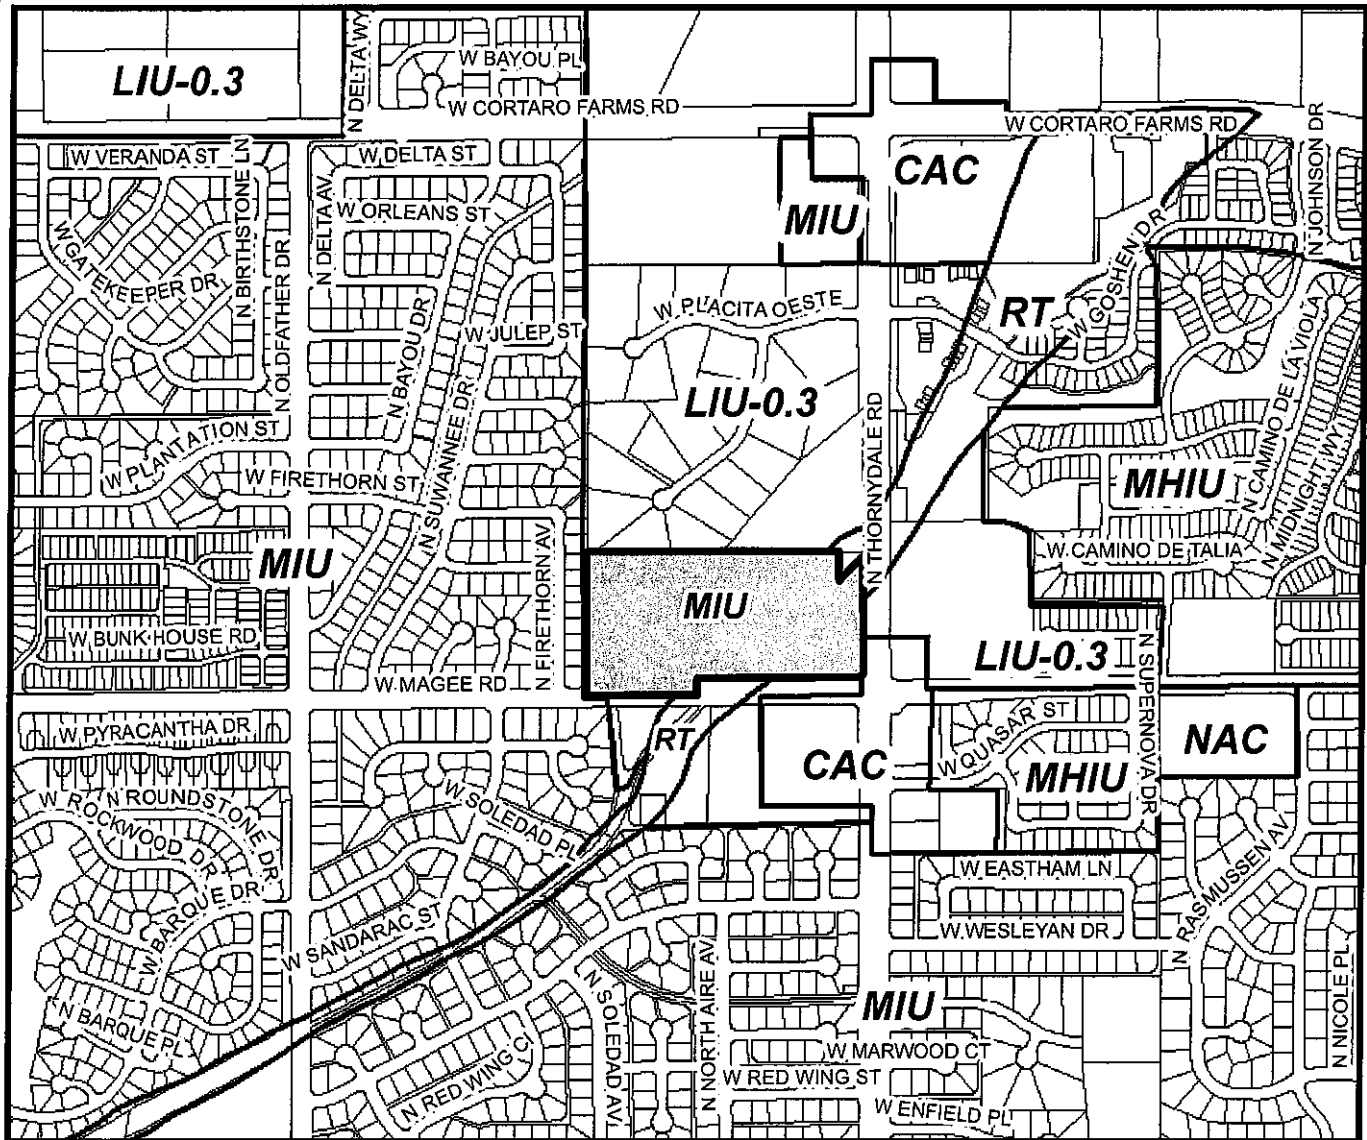 LIU-0.3
N DELTA WY
W BAYOU PL
W CORTARO FARMS RD
W CORTARO FARMS RD
N JOHNSON DR
W VERANDA ST
N BIRTHSTONE LN
W DELTA ST
CAC
MIU
W ORLEANS ST
N DELTA AV
W GATEKEEPER DR
N OLDFATHER DR
W GOSHEN DR
RT
W PLACITA OESTE
W JULEP ST
N BAYOU DR
N SUWANNEE DR
LIU-0.3
N THORNYDALE RD
N CAMINO DE LA VIOLA
N MIDNIGHT WY
W PLANTATION ST
W FIRETHORN ST
MHIU
MIU
N FIRETHORN AV
W CAMINO DE TALIA
MIU
W BUNK HOUSE RD
W MAGEE RD
LIU-0.3
N SUPERNOVA DR
W PYRACANTHA DR
RT
CAC
W QUASAR ST
MHIU
NAC
W ROCKWOOD DR
N ROUNDSTONE DR
W SOLEDAD PL
W BARQUE DR
W EASTHAM LN
N RASMUSSEN AV
W SANDARAC ST
W WESLEYAN DR
N BARQUE PL
N SOLEDAD AV
N NORTH AIRE AV
MIU
N NICOLE PL
W MARWOOD CT
W RED WING ST
N RED WING C
W ENFIELD PL